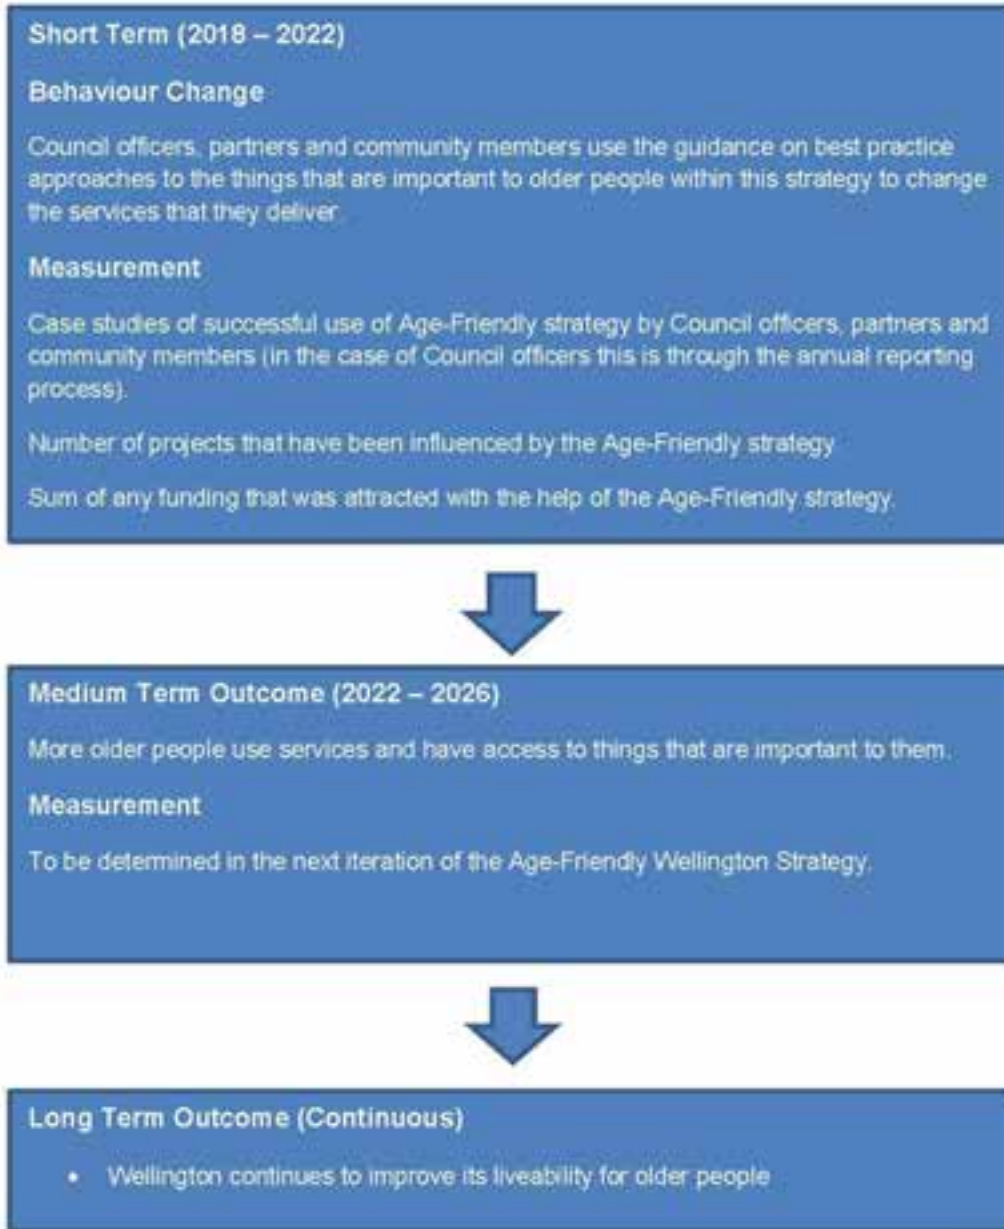 Short Term (2018 – 2022)
Behaviour Change
Council officers, partners and community members use the guidance on best practice
approaches to the things that are important to older people within this strategy to change
the services that they deliver.
Measurement
Case studies of successful use of Age-Friendly strategy by Council officers, partners and
community members (in the case of Council officers this is through the annual reporting
process).
Number of projects that have been influenced by the Age-Friendly strategy
Sum of any funding that was attracted with the help of the Age-Friendly strategy.
Medium Term Outcome (2022 – 2026)
More older people use services and have access to things that are important to them.
Measurement
To be determined in the next iteration of the Age-Friendly Wellington Strategy.
Long Term Outcome (Continuous)
• Wellington continues to improve its liveability for older people